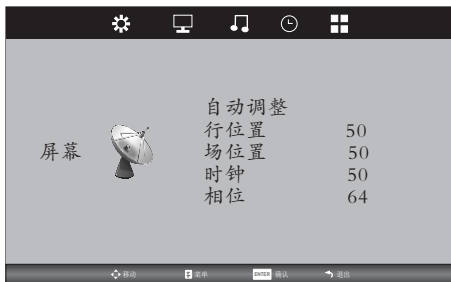 屏幕
自动调整
行位置 50
场位置 50
时钟 50
相位 64
移动 菜单 ENTER 确认 退出